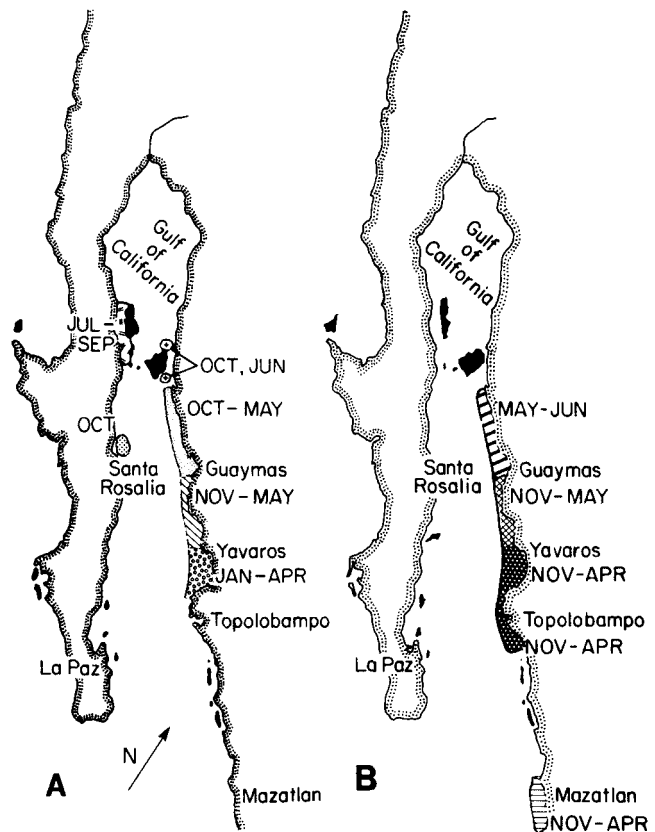 Gulf
of
California
JUL-
SEP
OCT, JUN
OCT-MAY
OCT
Santa
Rosalia
Guaymas
NOV-MAY
Yavaros
JAN-APR
Topolobampo
La Paz
N
A
Mazatlan
Gulf
of
California
MAY-JUN
Santa
Rosalia
Guaymas
NOV-MAY
Yavaros
NOV-APR
Topolobampo
NOV-APR
La Paz
B
Mazatlan
NOV-APR